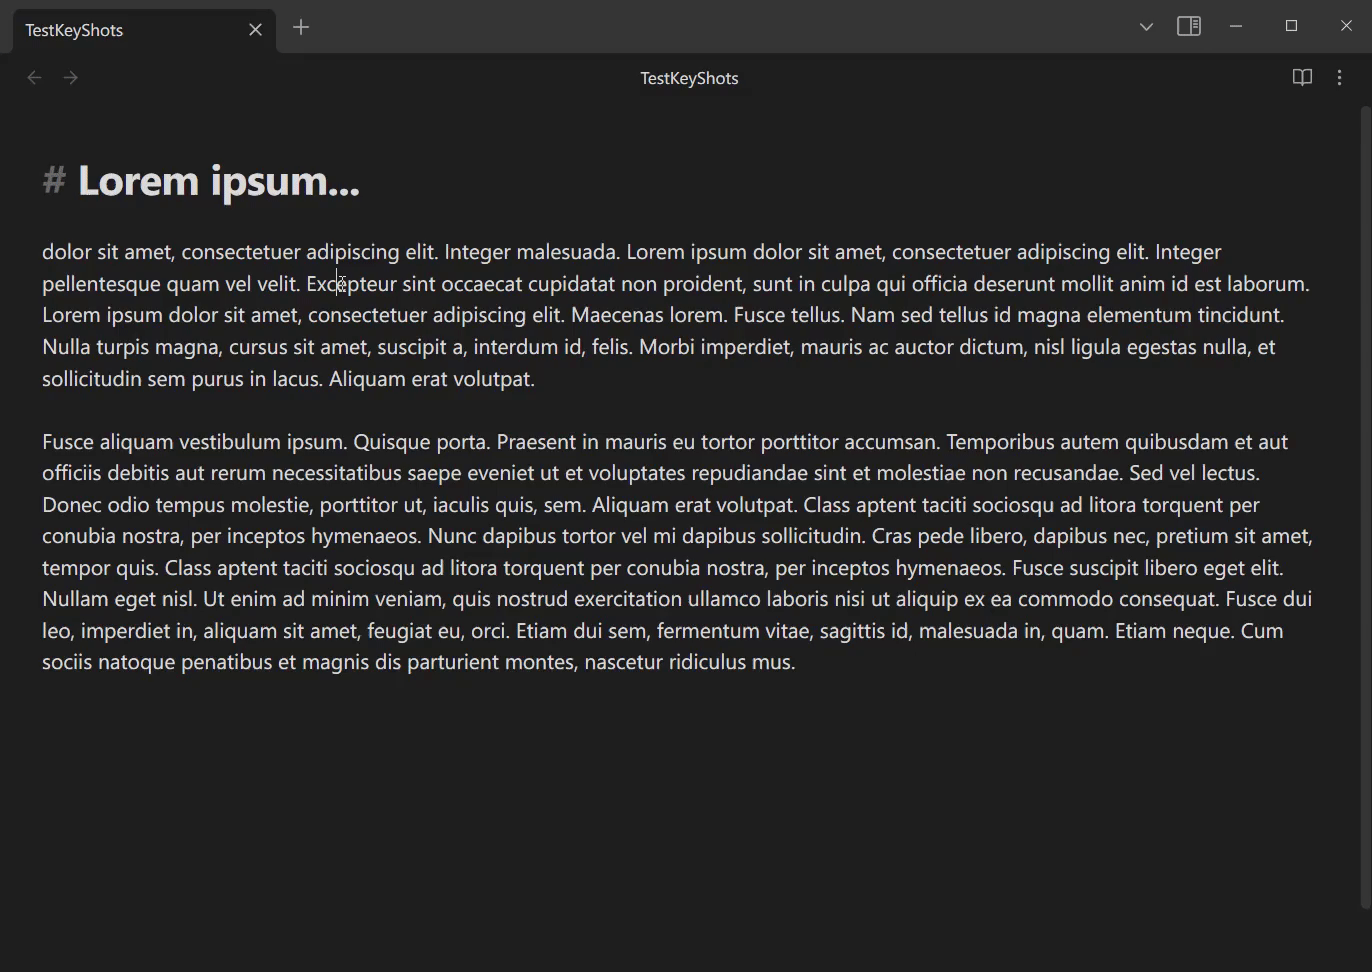 TestKeyShots
TestKeyShots
# Lorem ipsum...
dolor sit amet, consectetuer adipiscing elit. Integer malesuada. Lorem ipsum dolor sit amet, consectetuer adipiscing elit. Integer
pellentesque quam vel velit. Excepteur sint occaecat cupidatat non proident, sunt in culpa qui officia deserunt mollit anim id est laborum.
Lorem ipsum dolor sit amet, consectetuer adipiscing elit. Maecenas lorem. Fusce tellus. Nam sed tellus id magna elementum tincidunt.
Nulla turpis magna, cursus sit amet, suscipit a, interdum id, felis. Morbi imperdiet, mauris ac auctor dictum, nisl ligula egestas nulla, et
sollicitudin sem purus in lacus. Aliquam erat volutpat.
Fusce aliquam vestibulum ipsum. Quisque porta. Praesent in mauris eu tortor porttitor accumsan. Temporibus autem quibusdam et aut
officiis debitis aut rerum necessitatibus saepe eveniet ut et voluptates repudiandae sint et molestiae non recusandae. Sed vel lectus.
Donec odio tempus molestie, porttitor ut, iaculis quis, sem. Aliquam erat volutpat. Class aptent taciti sociosqu ad litora torquent per
conubia nostra, per inceptos hymenaeos. Nunc dapibus tortor vel mi dapibus sollicitudin. Cras pede libero, dapibus nec, pretium sit amet,
tempor quis. Class aptent taciti sociosqu ad litora torquent per conubia nostra, per inceptos hymenaeos. Fusce suscipit libero eget elit.
Nullam eget nisl. Ut enim ad minim veniam, quis nostrud exercitation ullamco laboris nisi ut aliquip ex ea commodo consequat. Fusce dui
leo, imperdiet in, aliquam sit amet, feugiat eu, orci. Etiam dui sem, fermentum vitae, sagittis id, malesuada in, quam. Etiam neque. Cum
sociis natoque penatibus et magnis dis parturient montes, nascetur ridiculus mus.